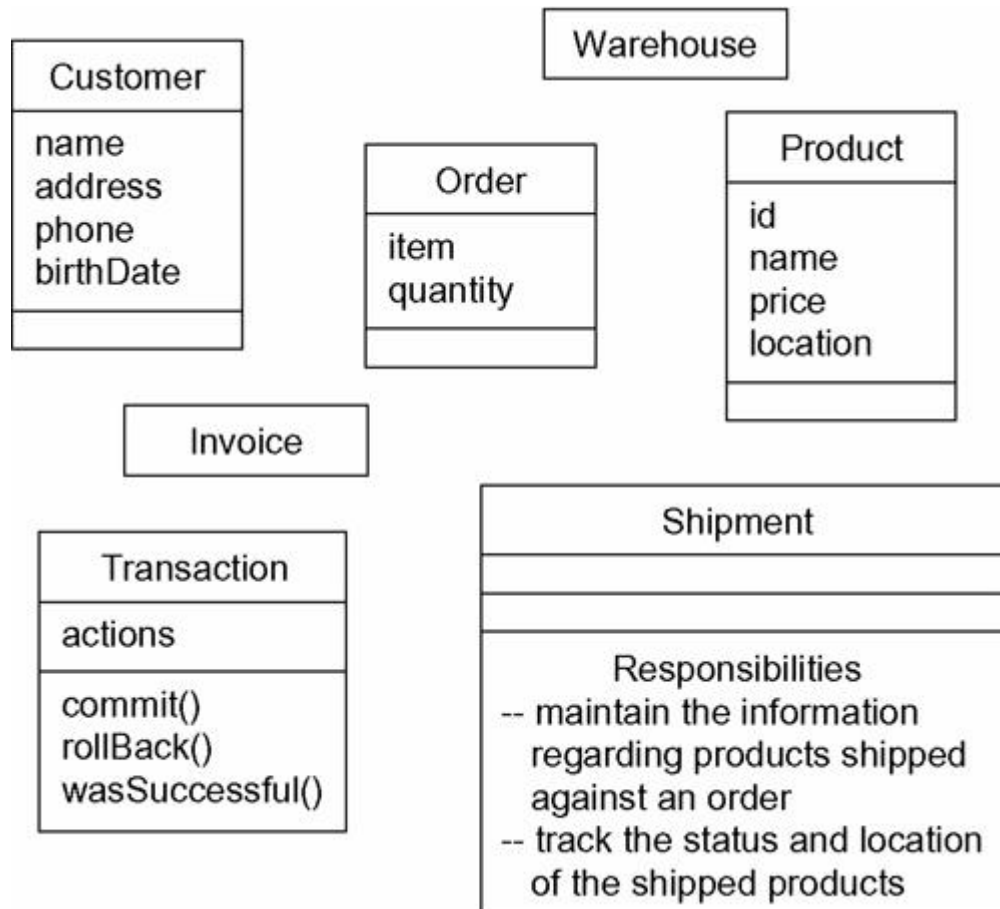 Warehouse
Customer
name
address
phone
birthDate
Order
item
quantity
Product
id
name
price
location
Invoice
Transaction
actions
commit()
rollBack()
wasSuccessful()
Shipment
Responsibilities
-- maintain the information
regarding products shipped
against an order
-- track the status and location
of the shipped products